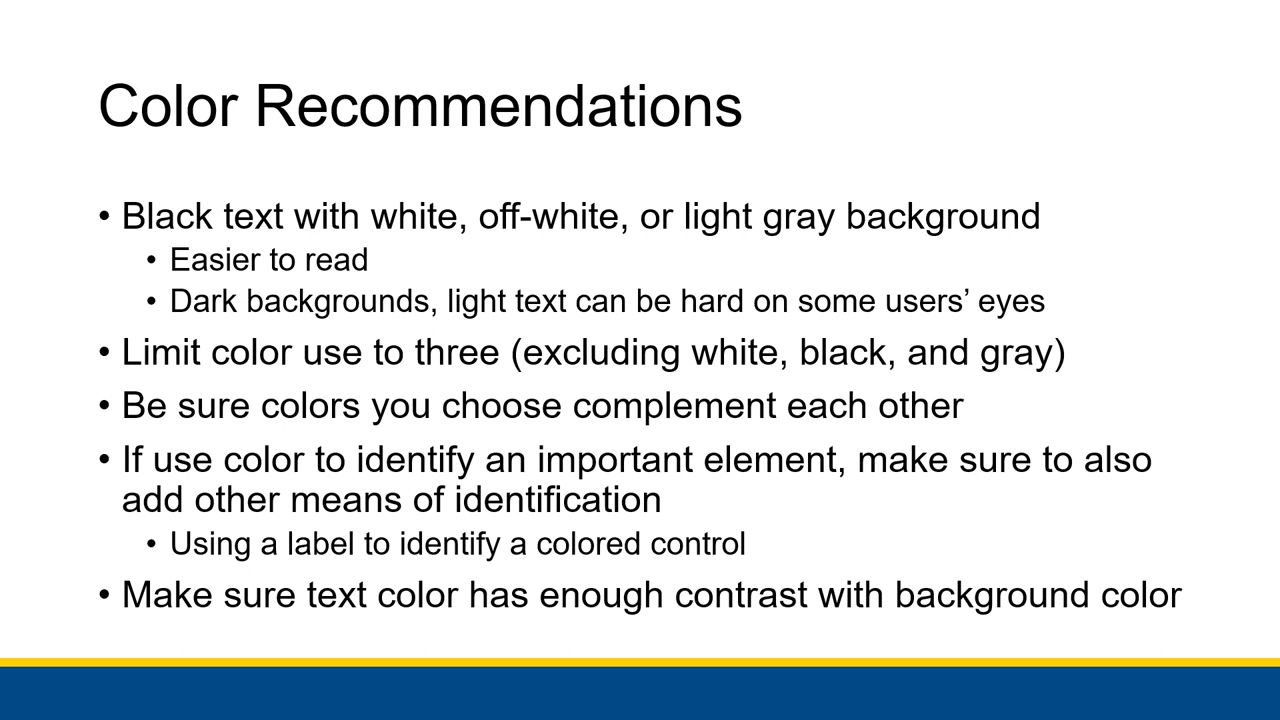 Color Recommendations
• Black text with white, off-white, or light gray background
• Easier to read
• Dark backgrounds, light text can be hard on some users’ eyes
• Limit color use to three (excluding white, black, and gray)
• Be sure colors you choose complement each other
• If use color to identify an important element, make sure to also
add other means of identification
• Using a label to identify a colored control
• Make sure text color has enough contrast with background color